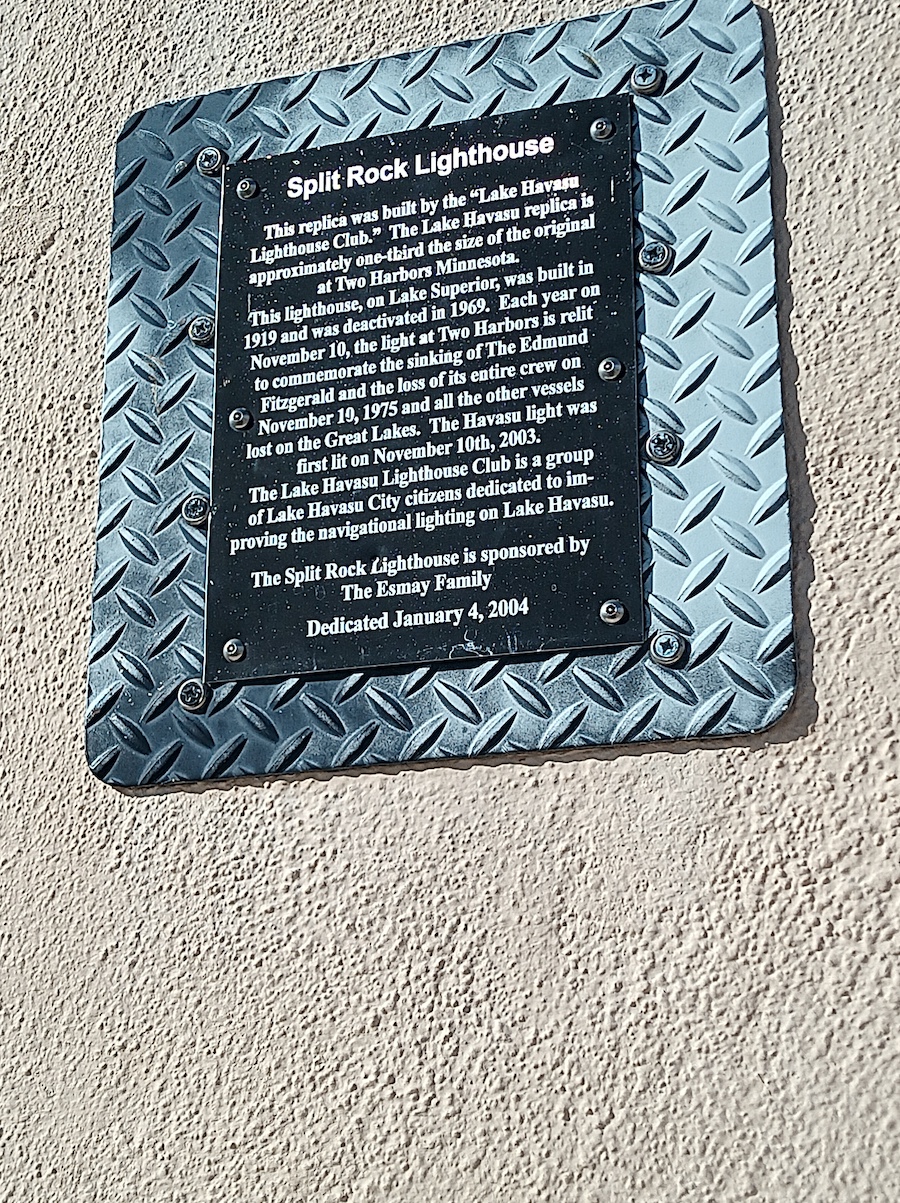 Split Rock Lighthouse
This replica was built by the “Lake Havasu
Lighthouse Club.” The Lake Havasu replica is
approximately one-third the size of the original
at Two Harbors Minnesota.
This lighthouse, on Lake Superior, was built in
1919 and was deactivated in 1969. Each year on
November 10, the light at Two Harbors is relit
to commemorate the sinking of The Edmund
Fitzgerald and the loss of its entire crew on
November 10, 1975 and all the other vessels
lost on the Great Lakes. The Havasu light was
first lit on November 10th, 2003.
The Lake Havasu Lighthouse Club is a group
of Lake Havasu City citizens dedicated to im-
proving the navigational lighting on Lake Havasu.
The Split Rock Lighthouse is sponsored by
The Esmay Family
Dedicated January 4, 2004